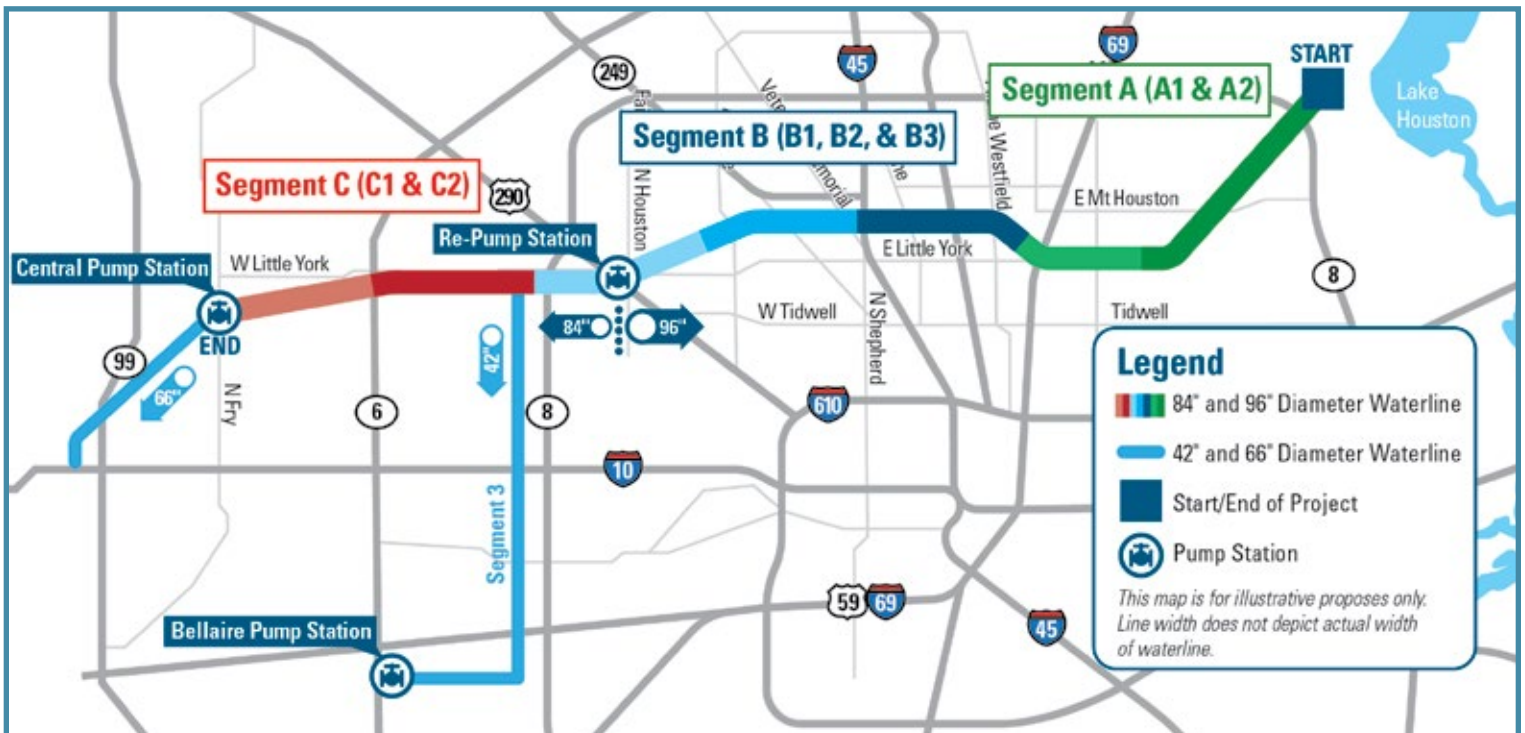 START
69
45
249
Segment A (A1 & A2)
Lake
Houston
Segment B (B1, B2, & B3)
N Houston
Westfield
Segment C (C1 & C2)
290
E Mt Houston
Re-Pump Station
E Little York
W Little York
Central Pump Station
8
W Tidwell
Tidwell
84"
96"
END
N Shepherd
99
66"
42"
N Fry
6
8
610
10
Segment 3
Legend
84" and 96" Diameter Waterline
42" and 66" Diameter Waterline
Start/End of Project
Pump Station
This map is for illustrative proposes only.
Line width does not depict actual width
of waterline.
59
69
45
Bellaire Pump Station